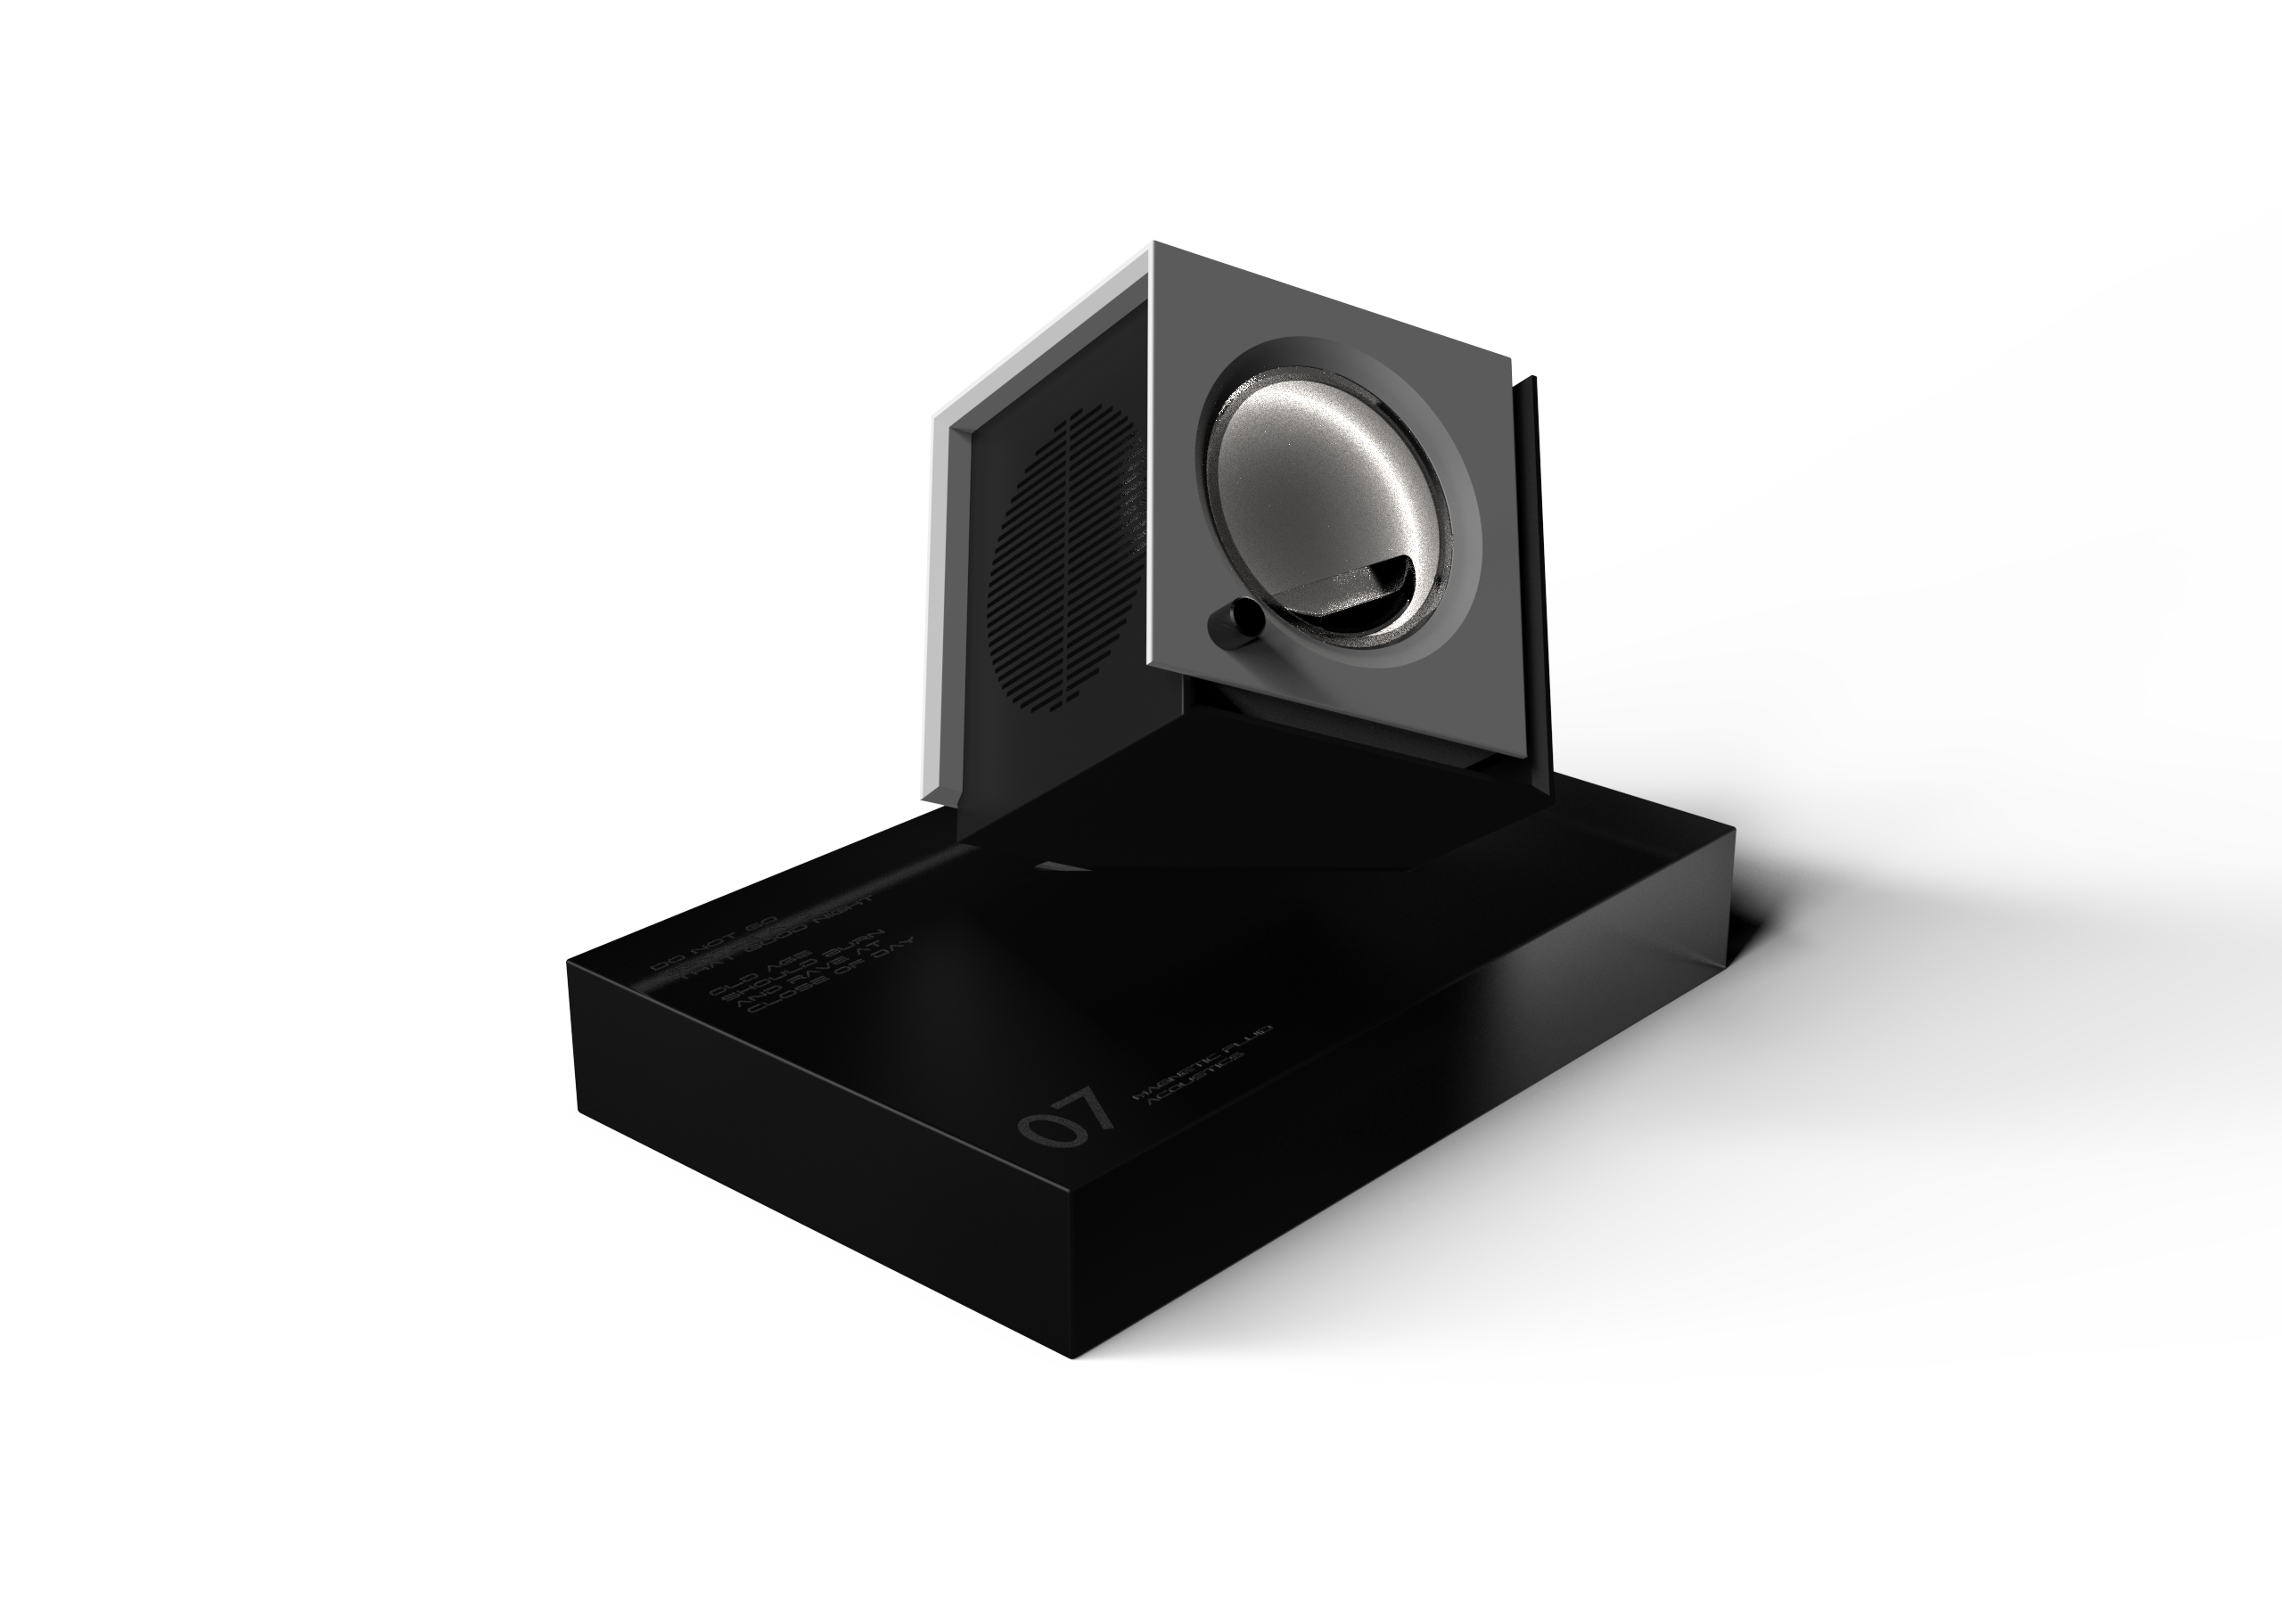 DO NOT GO
THAT GOOD NIGHT
OLD AGE
SHOULD BURN
AND RAVE AT
CLOSE OF DAY
07
MAGNETIC FLUID
ACOUSTICS